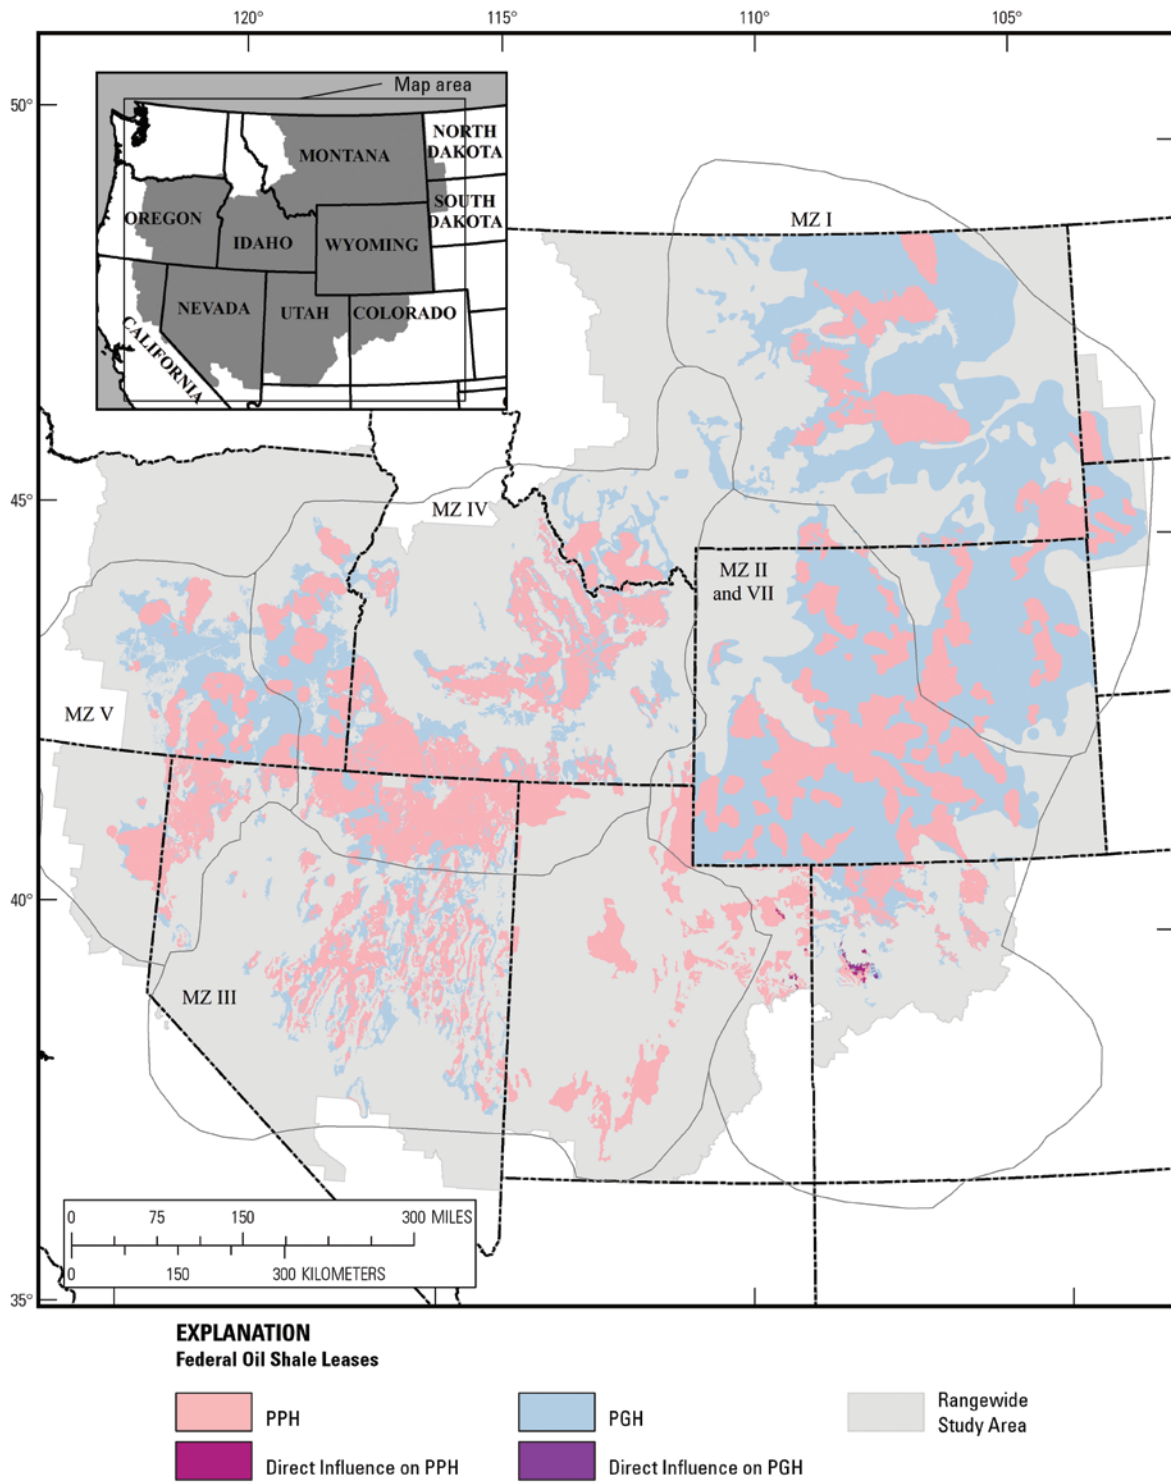 120°
115°
110°
105°
50°
45°
40°
35°
Map area
NORTH
DAKOTA
MONTANA
SOUTH
DAKOTA
OREGON
IDAHO
WYOMING
NEVADA
UTAH
COLORADO
CALIFORNIA
MZ I
MZ IV
MZ II
and VII
MZ V
MZ III
0 75 150 300 MILES
0 150 300 KILOMETERS
EXPLANATION
Federal Oil Shale Leases
PPH
PGH
Rangewide
Study Area
Direct Influence on PPH
Direct Influence on PGH